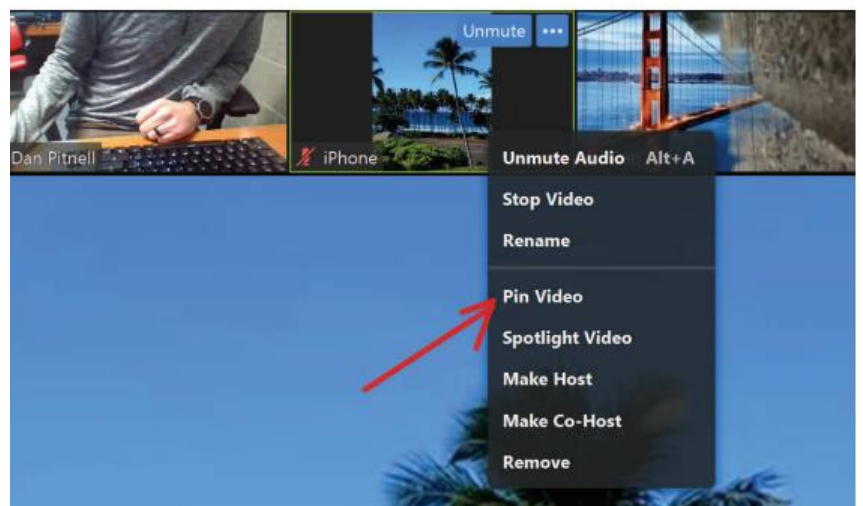 Unmute ...
Dan Pitnell
iPhone
Unmute Audio Alt+A
Stop Video
Rename
Pin Video
Spotlight Video
Make Host
Make Co-Host
Remove